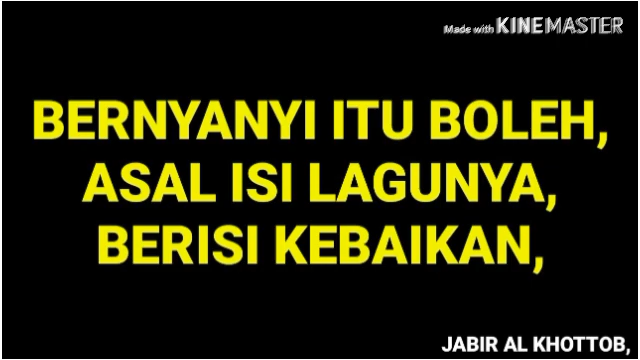 Made with KINEMASTER
BERNYANYI ITU BOLEH,
ASAL ISI LAGUNYA,
BERISI KEBAIKAN,
JABIR AL KHOTTOB,